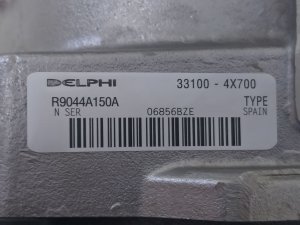 DELPHI 33100 - 4X700
R9044A150A TYPE
N SER 06856BZE SPAIN